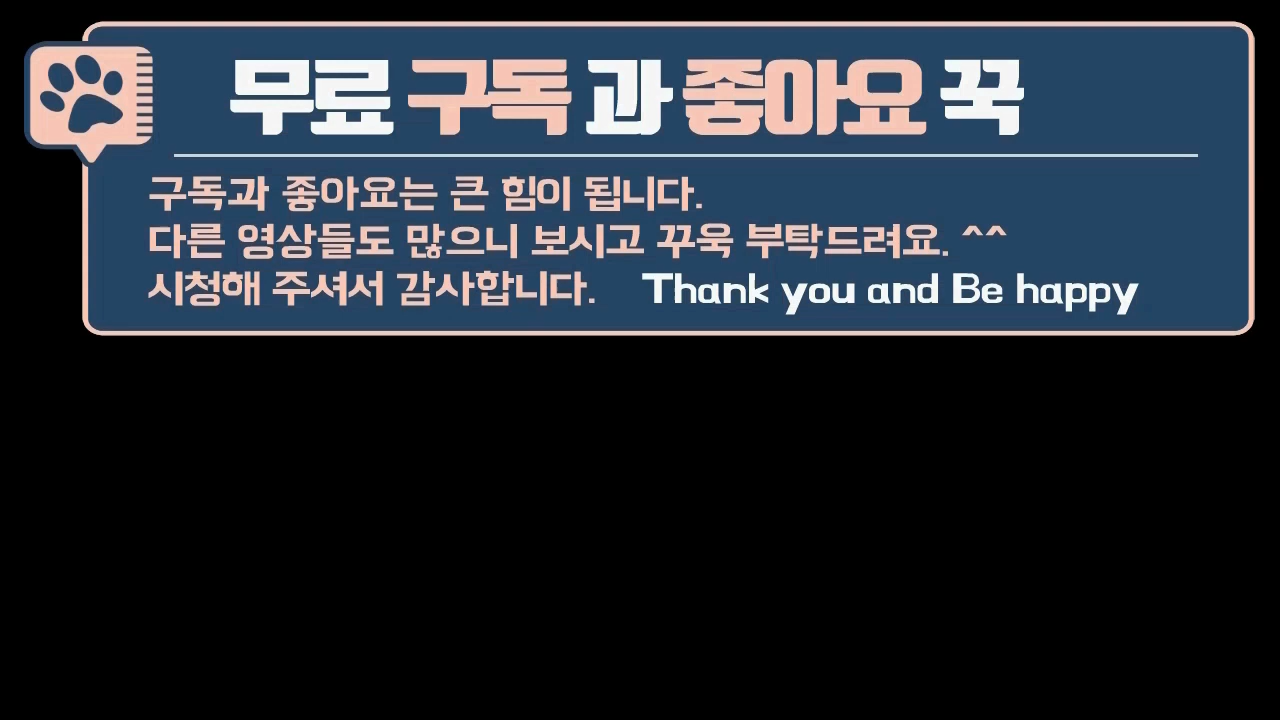 무료 구독과 좋아요 꾹
구독과 좋아요는 큰 힘이 됩니다.
다른 영상들도 많으니 보시고 꾸욱 부탁드려요. ^^
시청해 주셔서 감사합니다. Thank you and Be happy